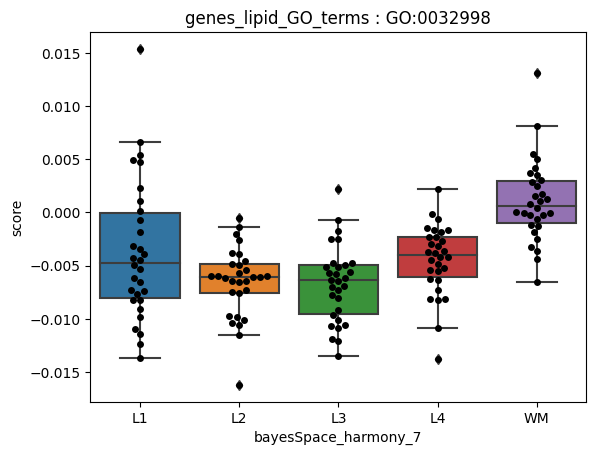 genes_lipid_GO_terms : GO:0032998
0.015
0.010
0.005
0.000
−0.005
−0.010
−0.015
score
L1 L2 L3 L4 WM
bayesSpace_harmony_7